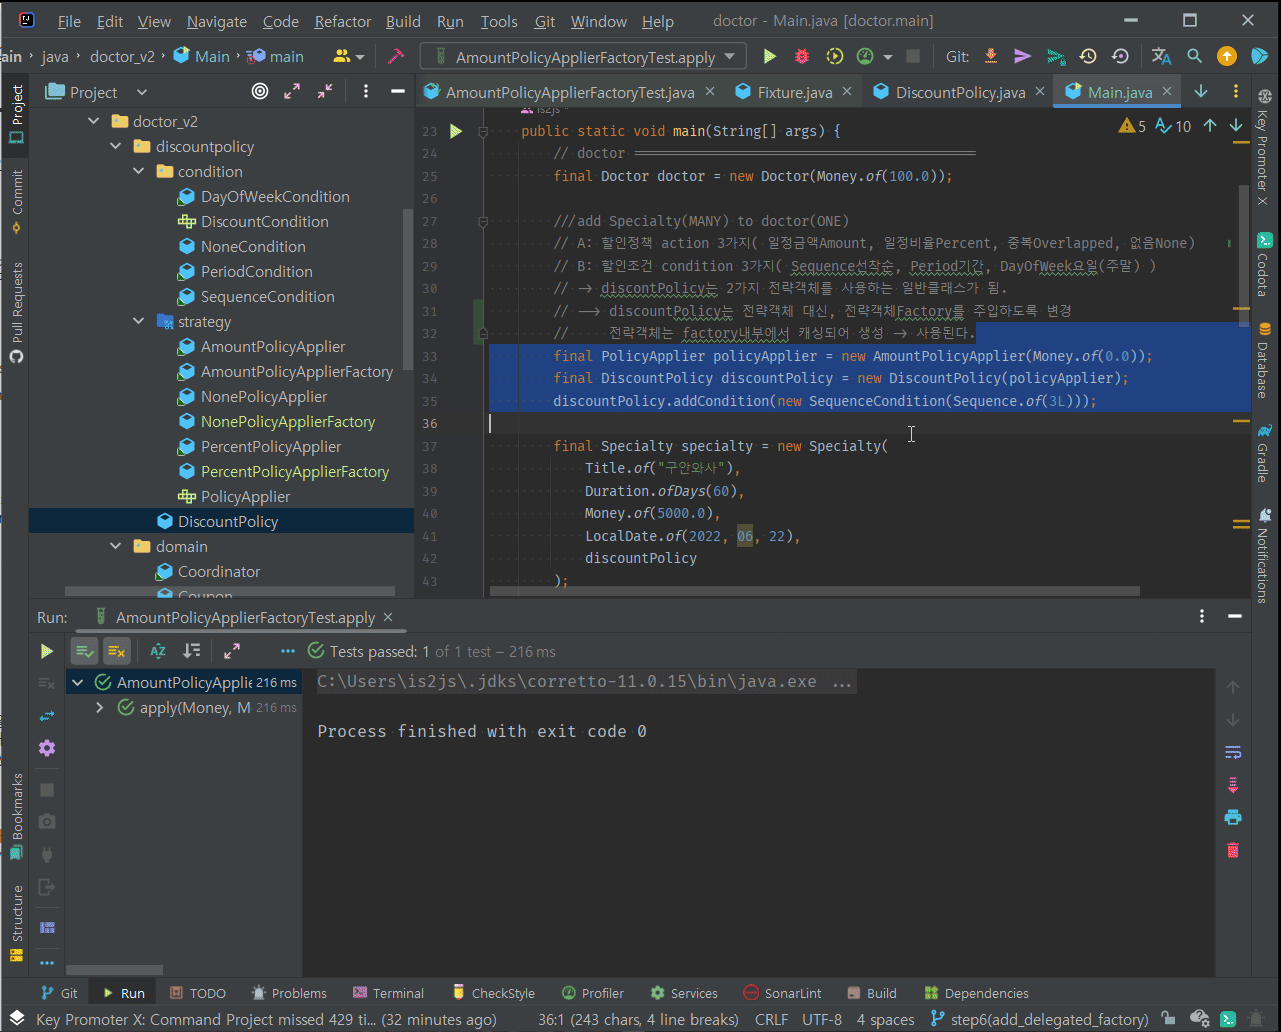 File Edit View Navigate Code Refactor Build Run Tools Git Window Help doctor - Main.java [doctor.main]
ain › java › doctor_v2 › Main › main AmountPolicyApplierFactoryTest.apply Git:
Project
AmountPolicyApplierFactoryTest.java × Fixture.java × DiscountPolicy.java × Main.java ×
Project
Commit
Pull Requests
Bookmarks
Structure
doctor_v2
discountpolicy
condition
DayOfWeekCondition
DiscountCondition
NoneCondition
PeriodCondition
SequenceCondition
strategy
AmountPolicyApplier
AmountPolicyApplierFactory
NonePolicyApplier
NonePolicyApplierFactory
PercentPolicyApplier
PercentPolicyApplierFactory
PolicyApplier
DiscountPolicy
domain
Coordinator
Coupon
is2js *
5 10
23 public static void main(String[] args) {
24 // doctor ==========================================
25 final Doctor doctor = new Doctor(Money.of(100.0));
26
27 ///add Specialty(MANY) to doctor(ONE)
28 // A: 할인정책 action 3가지( 일정금액Amount, 일정비율Percent, 중복Overlapped, 없음None)
29 // B: 할인조건 condition 3가지( Sequence선착순, Period기간, DayOfWeek요일(주말) )
30 // -> discontPolicy는 2가지 전략객체를 사용하는 일반클래스가 됨.
31 // --> discountPolicy는 전략객체 대신, 전략객체Factory를 주입하도록 변경
32 // 전략객체는 factory내부에서 캐싱되어 생성 -> 사용된다.
33 final PolicyApplier policyApplier = new AmountPolicyApplier(Money.of(0.0));
34 final DiscountPolicy discountPolicy = new DiscountPolicy(policyApplier);
35 discountPolicy.addCondition(new SequenceCondition(Sequence.of(3L)));
36
37 final Specialty specialty = new Specialty(
38 Title.of("구안와사"),
39 Duration.ofDays(60),
40 Money.of(5000.0),
41 LocalDate.of(2022, 06, 22),
42 discountPolicy
43 );
Key Promoter X
Codota
Database
Gradle
Notifications
Run: AmountPolicyApplierFactoryTest.apply ×
Tests passed: 1 of 1 test – 216 ms
AmountPolicyApplie 216 ms
apply(Money, M 216 ms
C:\Users\is2js\.jdks\corretto-11.0.15\bin\java.exe ...
Process finished with exit code 0
Git Run TODO Problems Terminal CheckStyle Profiler Services SonarLint Build Dependencies
Key Promoter X: Command Project missed 429 ti... (32 minutes ago) 36:1 (243 chars, 4 line breaks) CRLF UTF-8 4 spaces step6(add_delegated_factory)